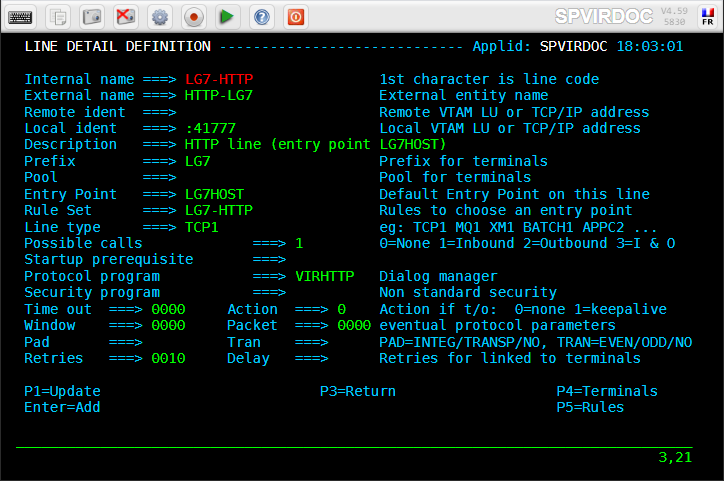 SPVIRDOC V4.59 5830 FR
LINE DETAIL DEFINITION ----------------------------- Applid: SPVIRDOC 18:03:01
Internal name ===> LG7-HTTP 1st character is line code
External name ===> HTTP-LG7 External entity name
Remote ident ===> Remote VTAM LU or TCP/IP address
Local ident ===> :41777 Local VTAM LU or TCP/IP address
Description ===> HTTP line (entry point LG7HOST)
Prefix ===> LG7 Prefix for terminals
Pool ===> Pool for terminals
Entry Point ===> LG7HOST Default Entry Point on this line
Rule Set ===> LG7-HTTP Rules to choose an entry point
Line type ===> TCP1 eg: TCP1 MQ1 XM1 BATCH1 APPC2 ...
Possible calls ===> 1 0=None 1=Inbound 2=Outbound 3=I & O
Startup prerequisite ===>
Protocol program ===> VIRHTTP Dialog manager
Security program ===> Non standard security
Time out ===> 0000 Action ===> 0 Action if t/o: 0=none 1=keepalive
Window ===> 0000 Packet ===> 0000 eventual protocol parameters
Pad ===> Tran ===> PAD=INTEG/TRANSP/NO, TRAN=EVEN/ODD/NO
Retries ===> 0010 Delay ===> Retries for linked to terminals
P1=Update P3=Return P4=Terminals
Enter=Add P5=Rules
3,21